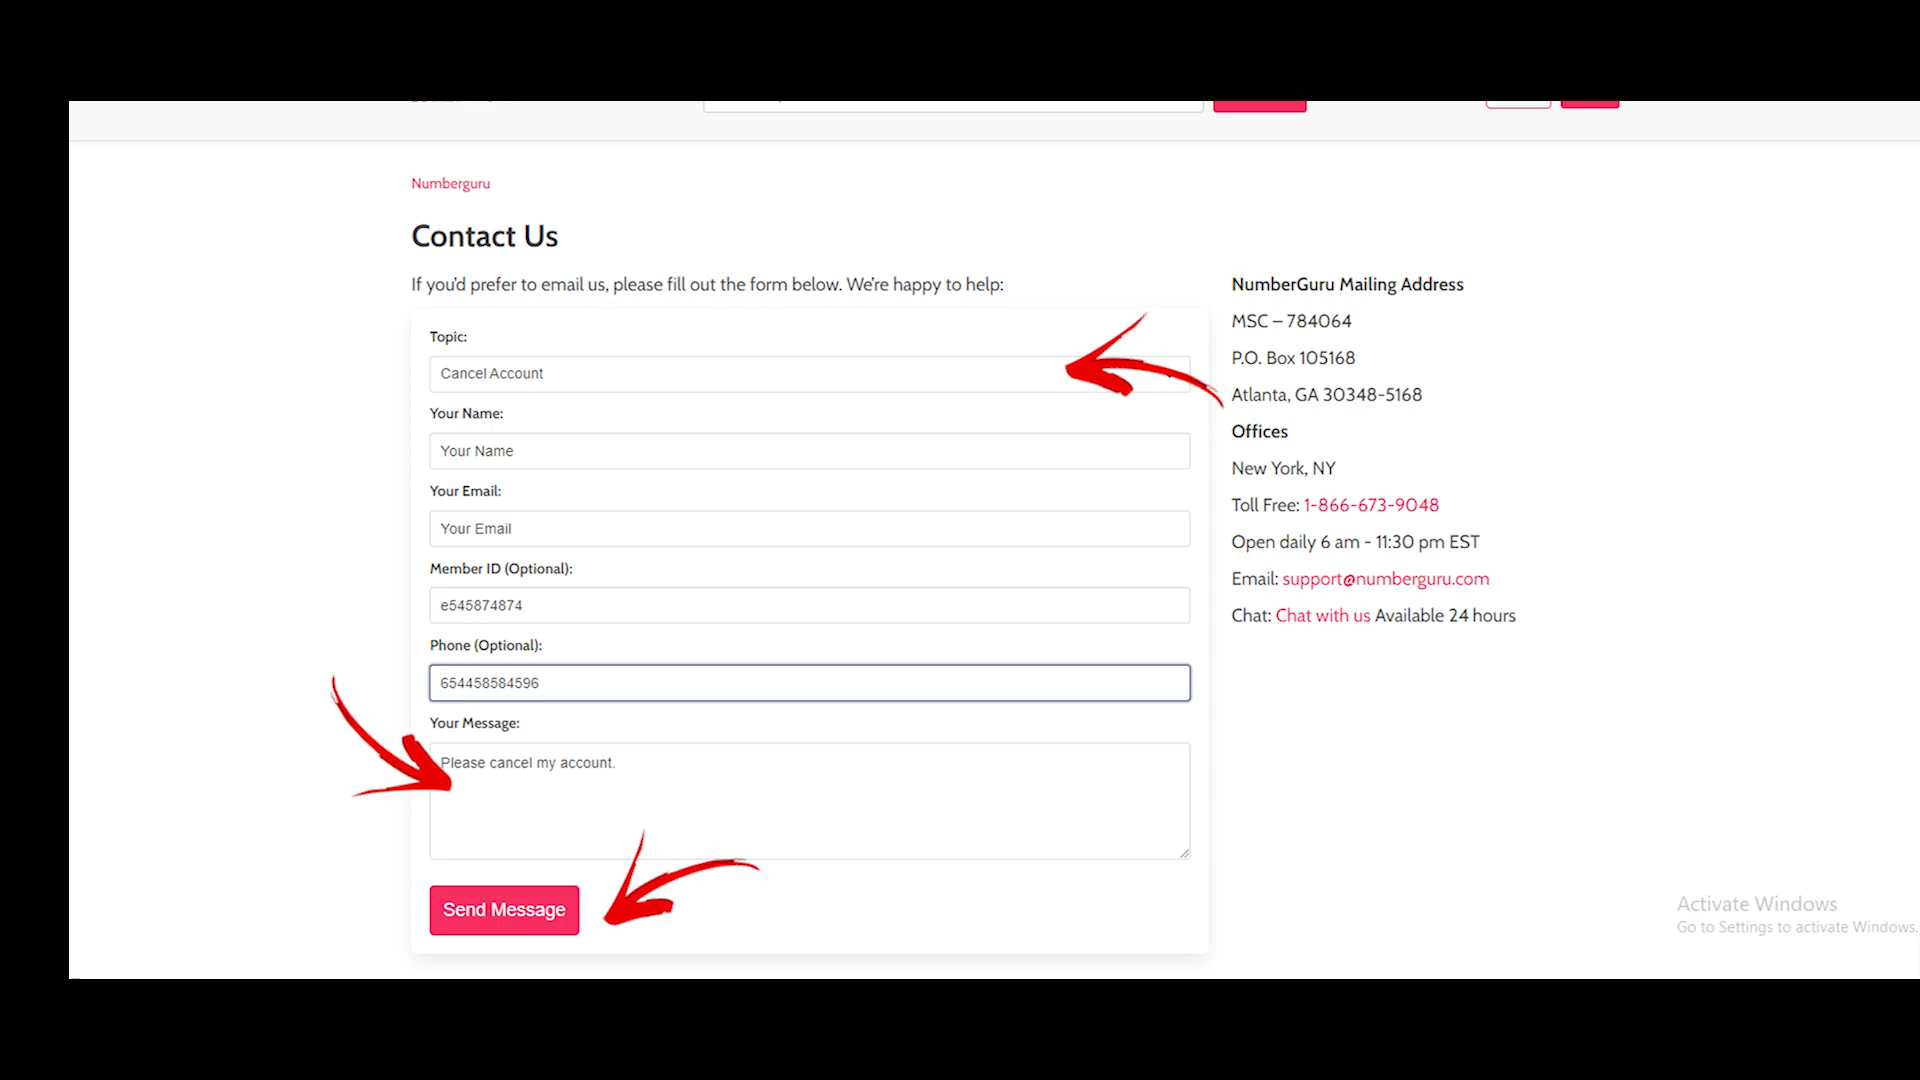 Numberguru
Contact Us
If you'd prefer to email us, please fill out the form below. We're happy to help:
Topic:
Cancel Account
Your Name:
Your Name
Your Email:
Your Email
Member ID (Optional):
e545874874
Phone (Optional):
654458584596
Your Message:
Please cancel my account.
Send Message
NumberGuru Mailing Address
MSC – 784064
P.O. Box 105168
Atlanta, GA 30348-5168
Offices
New York, NY
Toll Free: 1-866-673-9048
Open daily 6 am - 11:30 pm EST
Email: support@numberguru.com
Chat: Chat with us Available 24 hours
Activate Windows
Go to Settings to activate Windows.